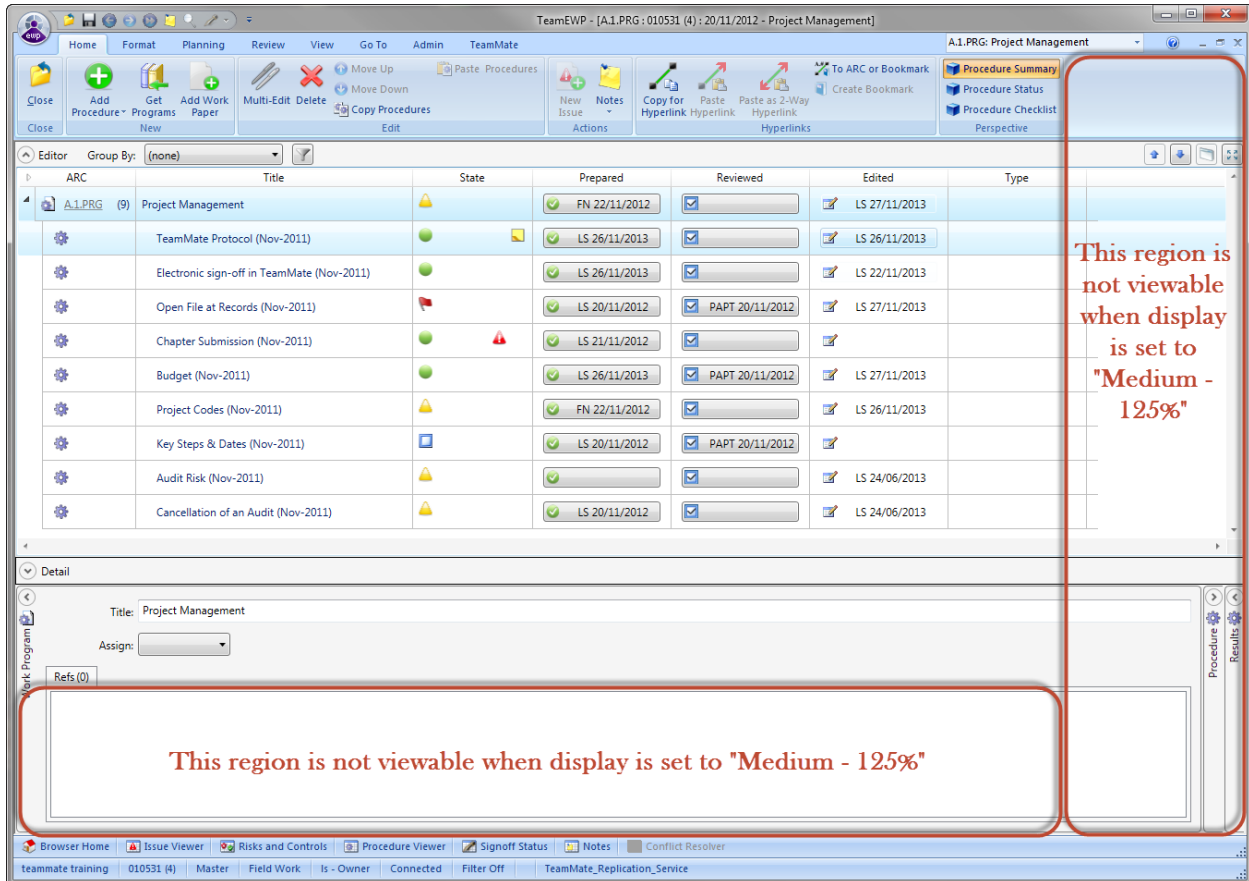 TeamEWP - [A.1.PRG : 010531 (4) : 20/11/2012 - Project Management]
ewp
Home Format Planning Review View Go To Admin TeamMate A.1.PRG: Project Management
Close
Add Procedure
Get Programs
Add Work Paper
Multi-Edit
Delete
Move Up
Move Down
Copy Procedures
Paste Procedures
New Issue
Notes
Copy for Hyperlink
Paste Hyperlink
Paste as 2-Way Hyperlink
To ARC or Bookmark
Create Bookmark
Procedure Summary
Procedure Status
Procedure Checklist
Close New Edit Actions Hyperlinks Perspective
Editor Group By: (none)
ARC Title State Prepared Reviewed Edited Type
A.1.PRG (9) Project Management FN 22/11/2012 LS 27/11/2013
TeamMate Protocol (Nov-2011) LS 26/11/2013 LS 26/11/2013
Electronic sign-off in TeamMate (Nov-2011) LS 26/11/2013 LS 22/11/2013
Open File at Records (Nov-2011) LS 20/11/2012 PAPT 20/11/2012 LS 27/11/2013
Chapter Submission (Nov-2011) LS 21/11/2012
Budget (Nov-2011) LS 26/11/2013 PAPT 20/11/2012 LS 27/11/2013
Project Codes (Nov-2011) FN 22/11/2012 LS 26/11/2013
Key Steps & Dates (Nov-2011) LS 20/11/2012 PAPT 20/11/2012
Audit Risk (Nov-2011) LS 24/06/2013
Cancellation of an Audit (Nov-2011) LS 20/11/2012 LS 24/06/2013
This region is
not viewable
when display
is set to
"Medium -
125%"
Detail
Work Program
Title: Project Management
Assign:
Refs (0)
Procedure
Results
This region is not viewable when display is set to "Medium - 125%"
Browser Home Issue Viewer Risks and Controls Procedure Viewer Signoff Status Notes Conflict Resolver
teammate training 010531 (4) Master Field Work Is - Owner Connected Filter Off TeamMate_Replication_Service